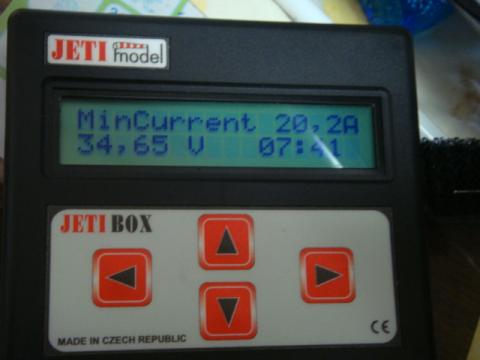 JETI model
MinCurrent 20,2A
34,65 V 07:41
JETI BOX
MADE IN CZECH REPUBLIC
CE